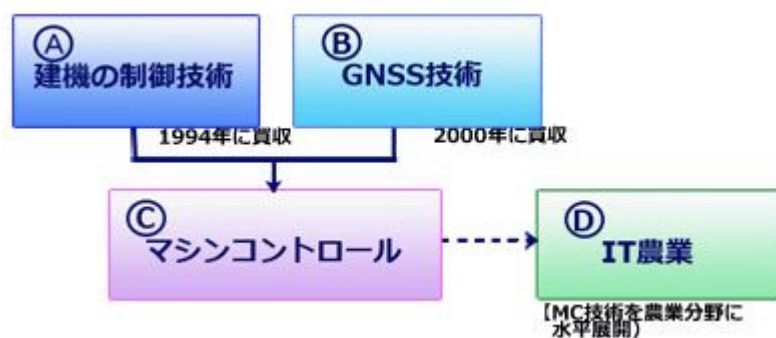 Ⓐ
建機の制御技術
Ⓑ
GNSS技術
1994年に買収
2000年に買収
Ⓒ
マシンコントロール
Ⓓ
IT農業
【MC技術を農業分野に
水平展開）